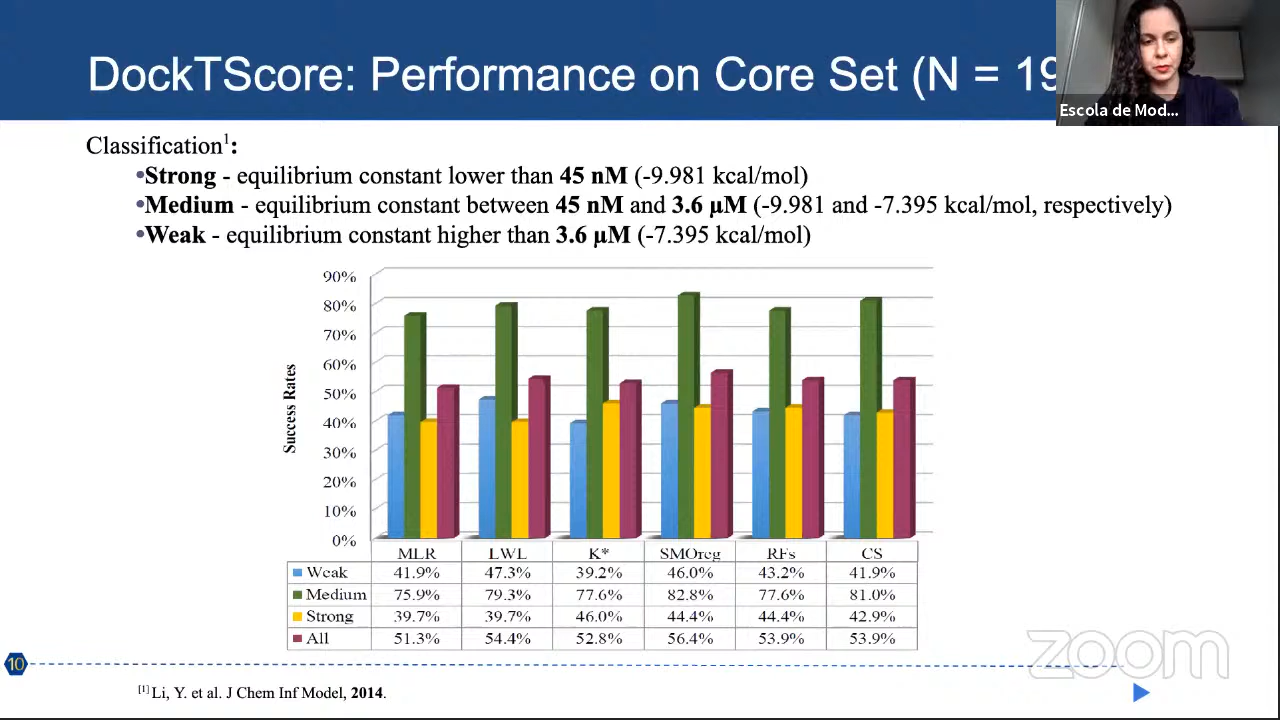 DockTScore: Performance on Core Set (N = 19
Escola de Mod...
Classification1:
•Strong - equilibrium constant lower than 45 nM (-9.981 kcal/mol)
•Medium - equilibrium constant between 45 nM and 3.6 µM (-9.981 and -7.395 kcal/mol, respectively)
•Weak - equilibrium constant higher than 3.6 µM (-7.395 kcal/mol)
Success Rates
90%
80%
70%
60%
50%
40%
30%
20%
10%
0%
MLR LWL K* SMOreg RFs CS
Weak 41.9% 47.3% 39.2% 46.0% 43.2% 41.9%
Medium 75.9% 79.3% 77.6% 82.8% 77.6% 81.0%
Strong 39.7% 39.7% 46.0% 44.4% 44.4% 42.9%
All 51.3% 54.4% 52.8% 56.4% 53.9% 53.9%
zoom
10
[1] Li, Y. et al. J Chem Inf Model, 2014.